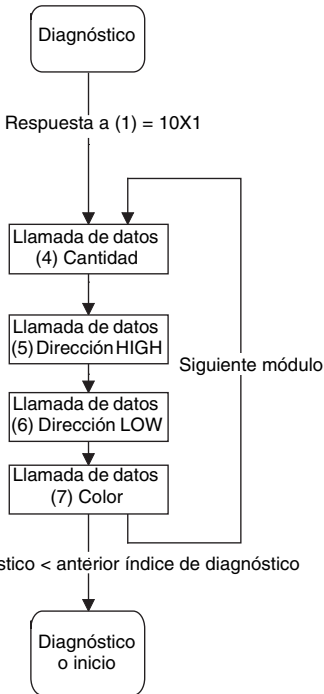 Diagnóstico
Respuesta a (1) = 10X1
Llamada de datos
(4) Cantidad
Llamada de datos
(5) Dirección HIGH
Siguiente módulo
Llamada de datos
(6) Dirección LOW
Llamada de datos
(7) Color
< anterior índice de diagnóstico
Diagnóstico
o inicio